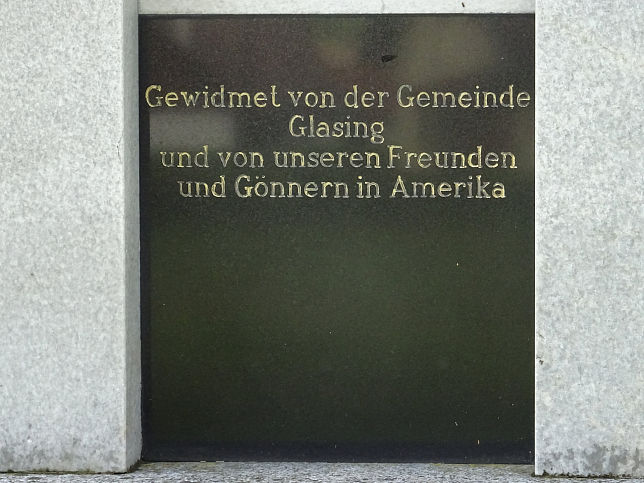 Gewidmet von der Gemeinde
Glasing
und von unseren Freunden
und Gönnern in Amerika